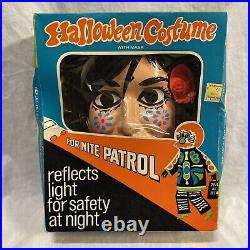 Halloween Costume
WITH MASK
FOR NITE PATROL
reflects
light
for safety
at night